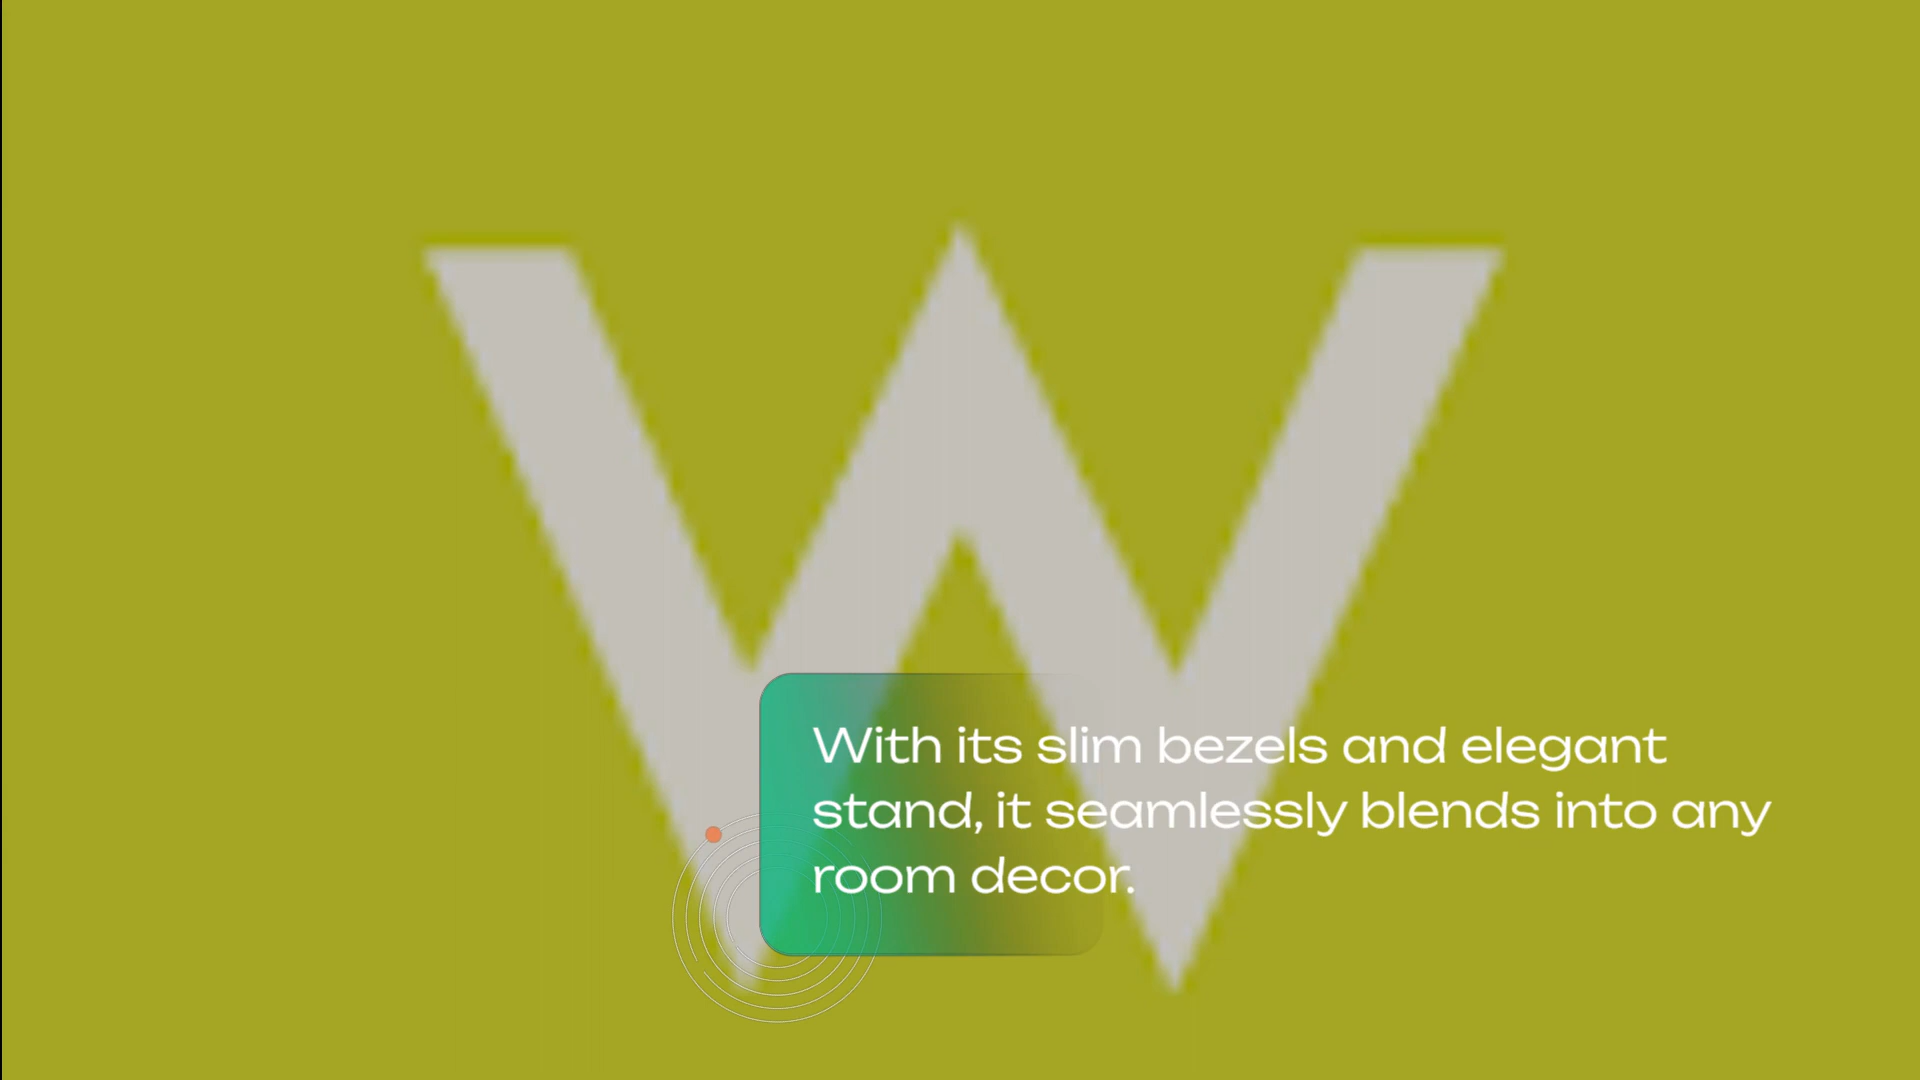 W
With its slim bezels and elegant
stand, it seamlessly blends into any
room decor.